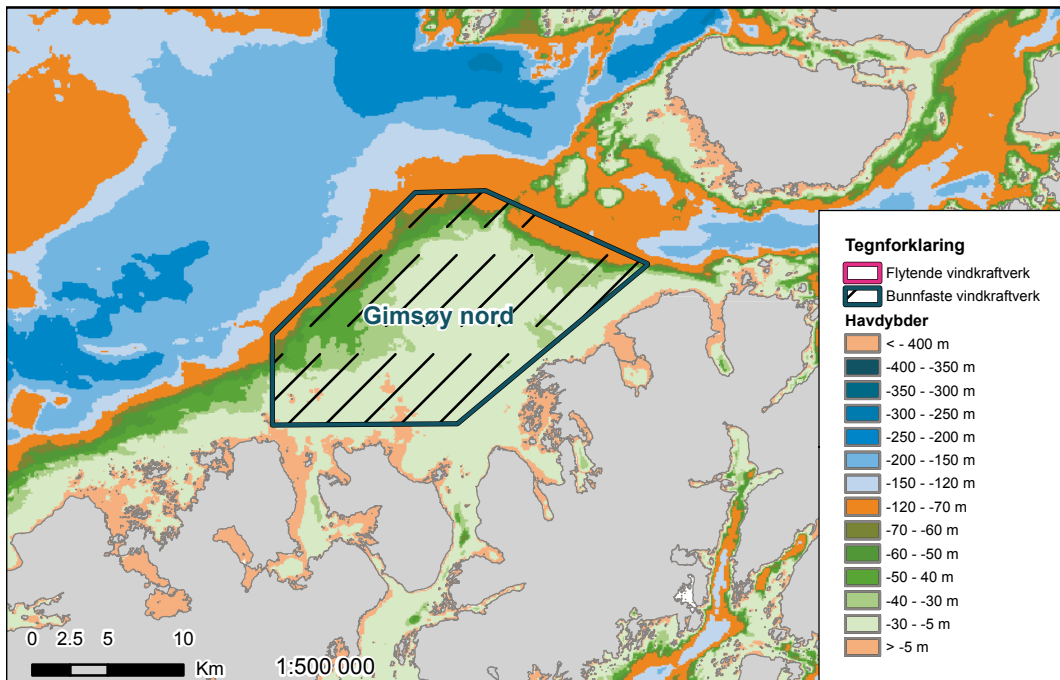 Gimsøy nord
Tegnforklaring
Flytende vindkraftverk
Bunnfaste vindkraftverk
Havdybder
< - 400 m
-400 - -350 m
-350 - -300 m
-300 - -250 m
-250 - -200 m
-200 - -150 m
-150 - -120 m
-120 - -70 m
-70 - -60 m
-60 - -50 m
-50 - 40 m
-40 - -30 m
-30 - -5 m
> -5 m
0 2.5 5 10
Km
1:500 000